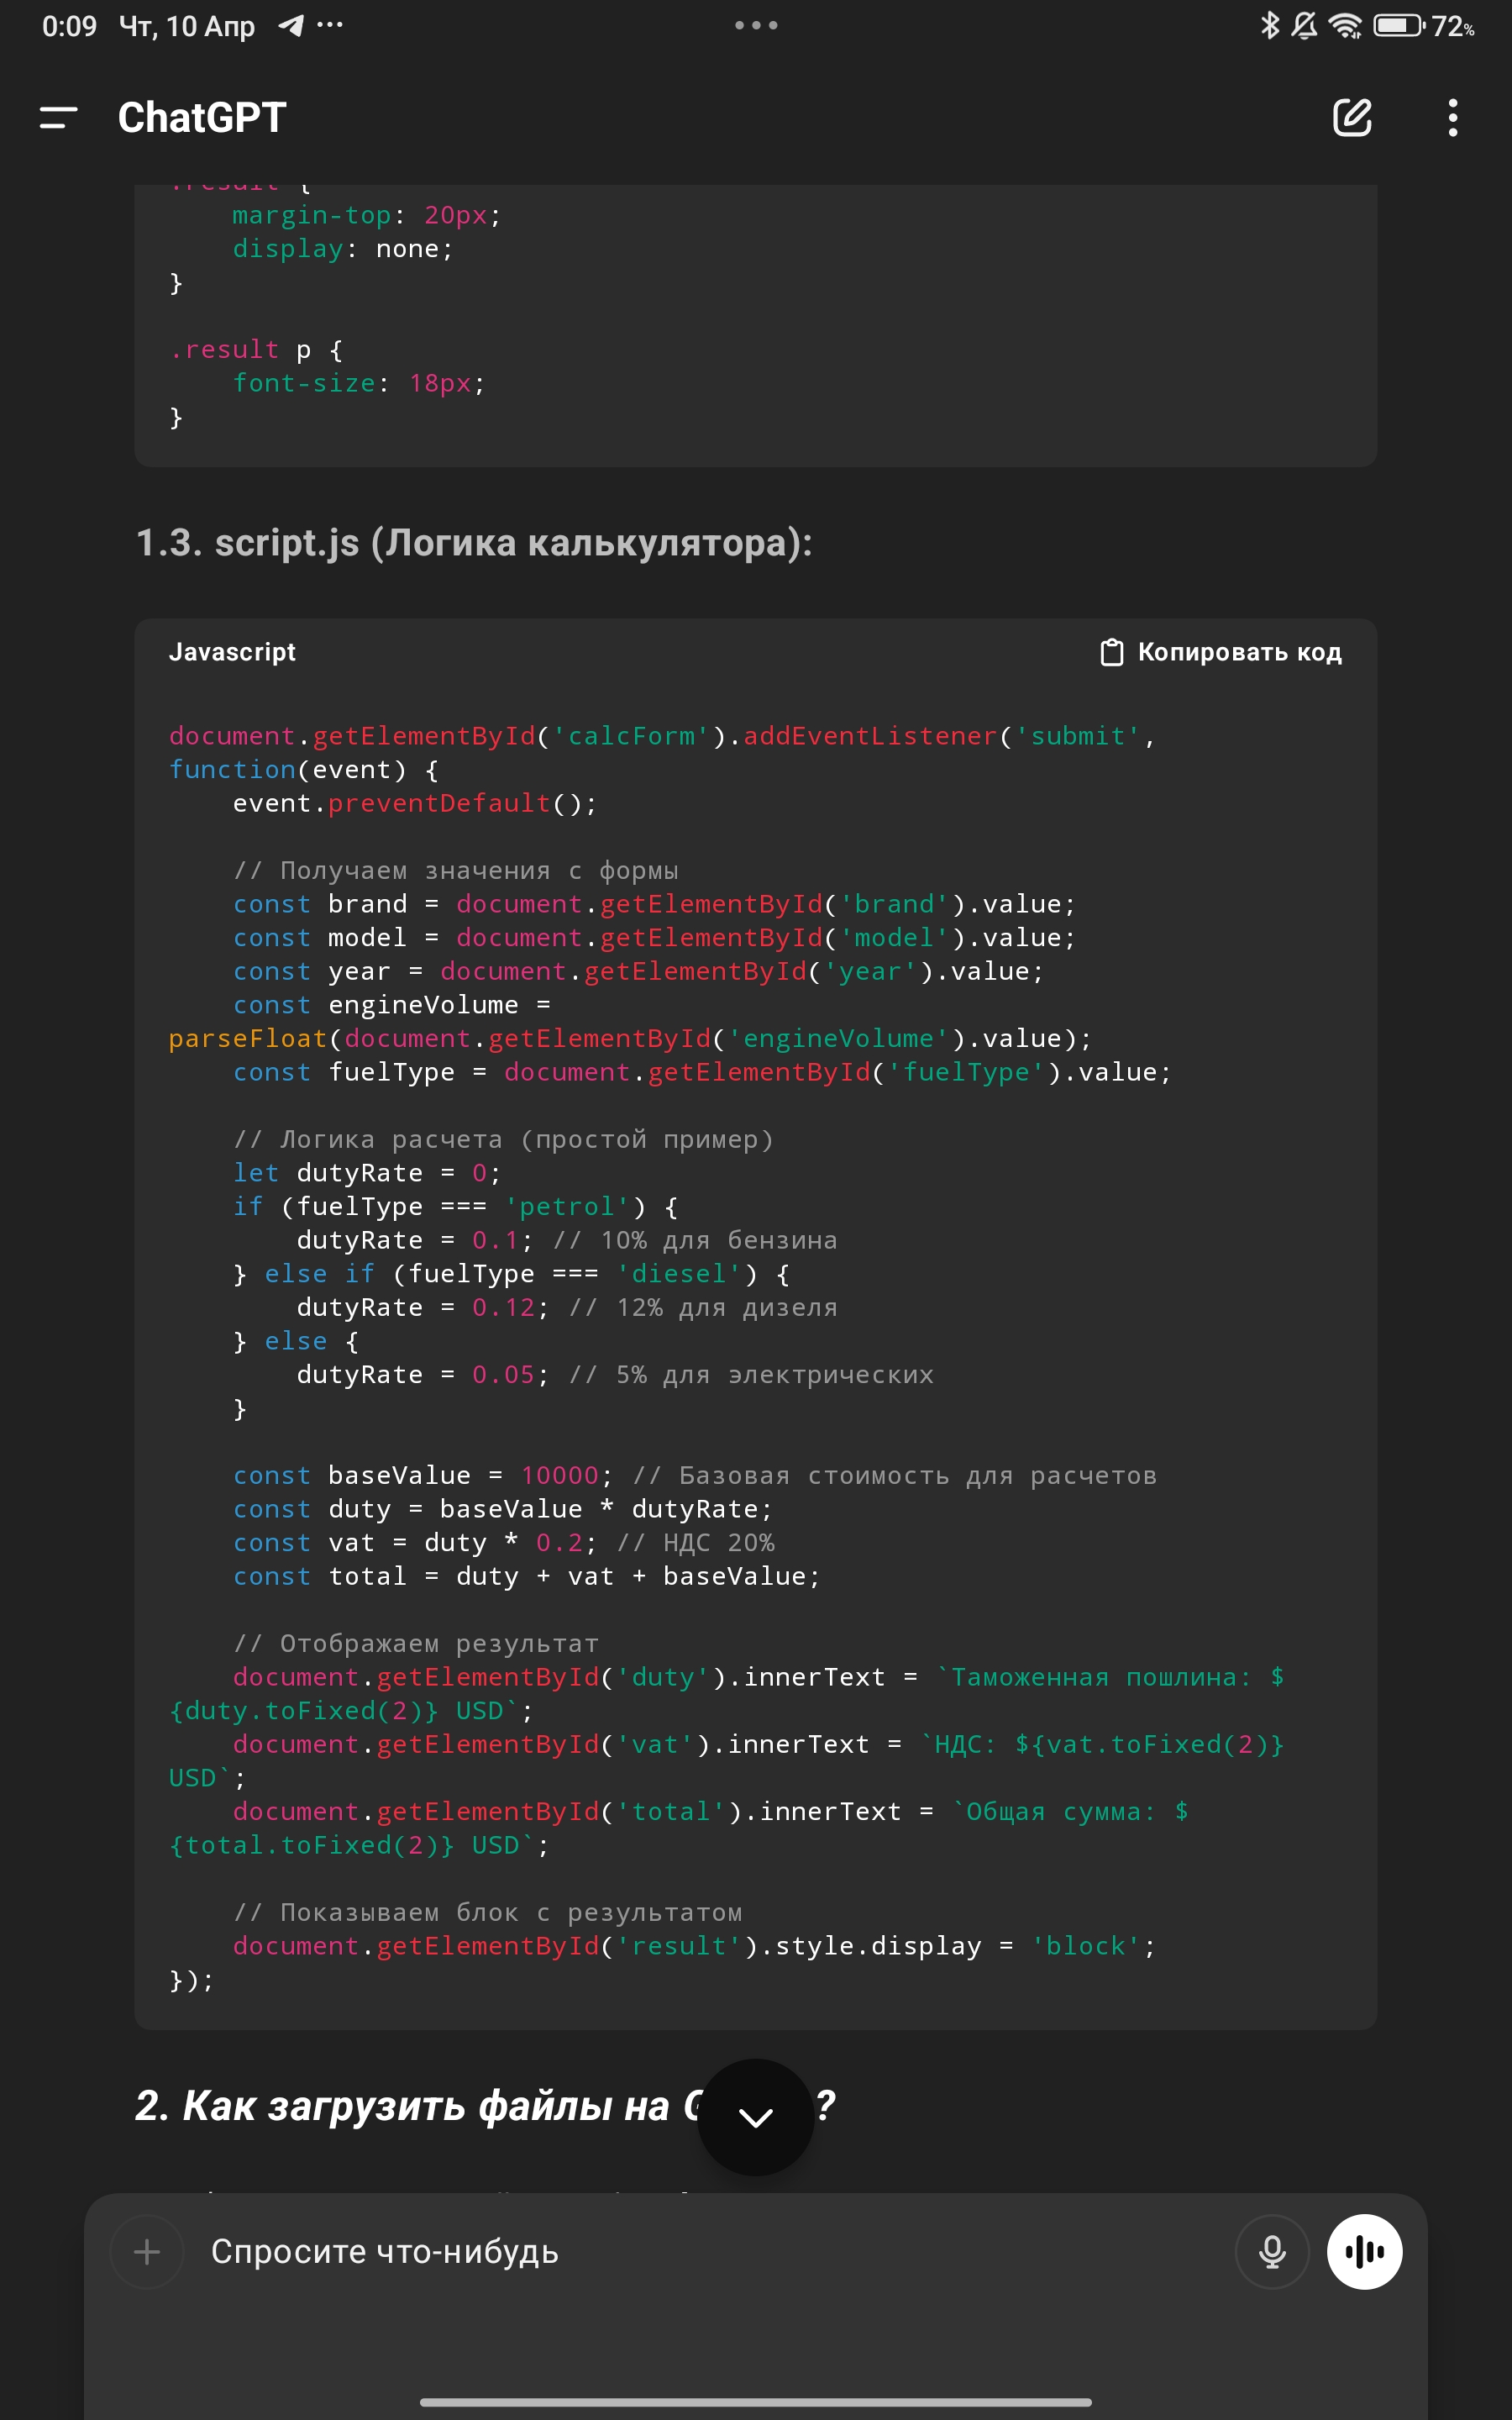 0:09 Чт, 10 Апр
72%
ChatGPT
.result {
margin-top: 20px;
display: none;
}
.result p {
font-size: 18px;
}
1.3. script.js (Логика калькулятора):
Javascript
Копировать код
document.getElementById('calcForm').addEventListener('submit',
function(event) {
event.preventDefault();
// Получаем значения с формы
const brand = document.getElementById('brand').value;
const model = document.getElementById('model').value;
const year = document.getElementById('year').value;
const engineVolume =
parseFloat(document.getElementById('engineVolume').value);
const fuelType = document.getElementById('fuelType').value;
// Логика расчета (простой пример)
let dutyRate = 0;
if (fuelType === 'petrol') {
dutyRate = 0.1; // 10% для бензина
} else if (fuelType === 'diesel') {
dutyRate = 0.12; // 12% для дизеля
} else {
dutyRate = 0.05; // 5% для электрических
}
const baseValue = 10000; // Базовая стоимость для расчетов
const duty = baseValue * dutyRate;
const vat = duty * 0.2; // НДС 20%
const total = duty + vat + baseValue;
// Отображаем результат
document.getElementById('duty').innerText = `Таможенная пошлина: $
{duty.toFixed(2)} USD`;
document.getElementById('vat').innerText = `НДС: ${vat.toFixed(2)}
USD`;
document.getElementById('total').innerText = `Общая сумма: $
{total.toFixed(2)} USD`;
// Показываем блок с результатом
document.getElementById('result').style.display = 'block';
});
2. Как загрузить файлы на ?
Спросите что-нибудь